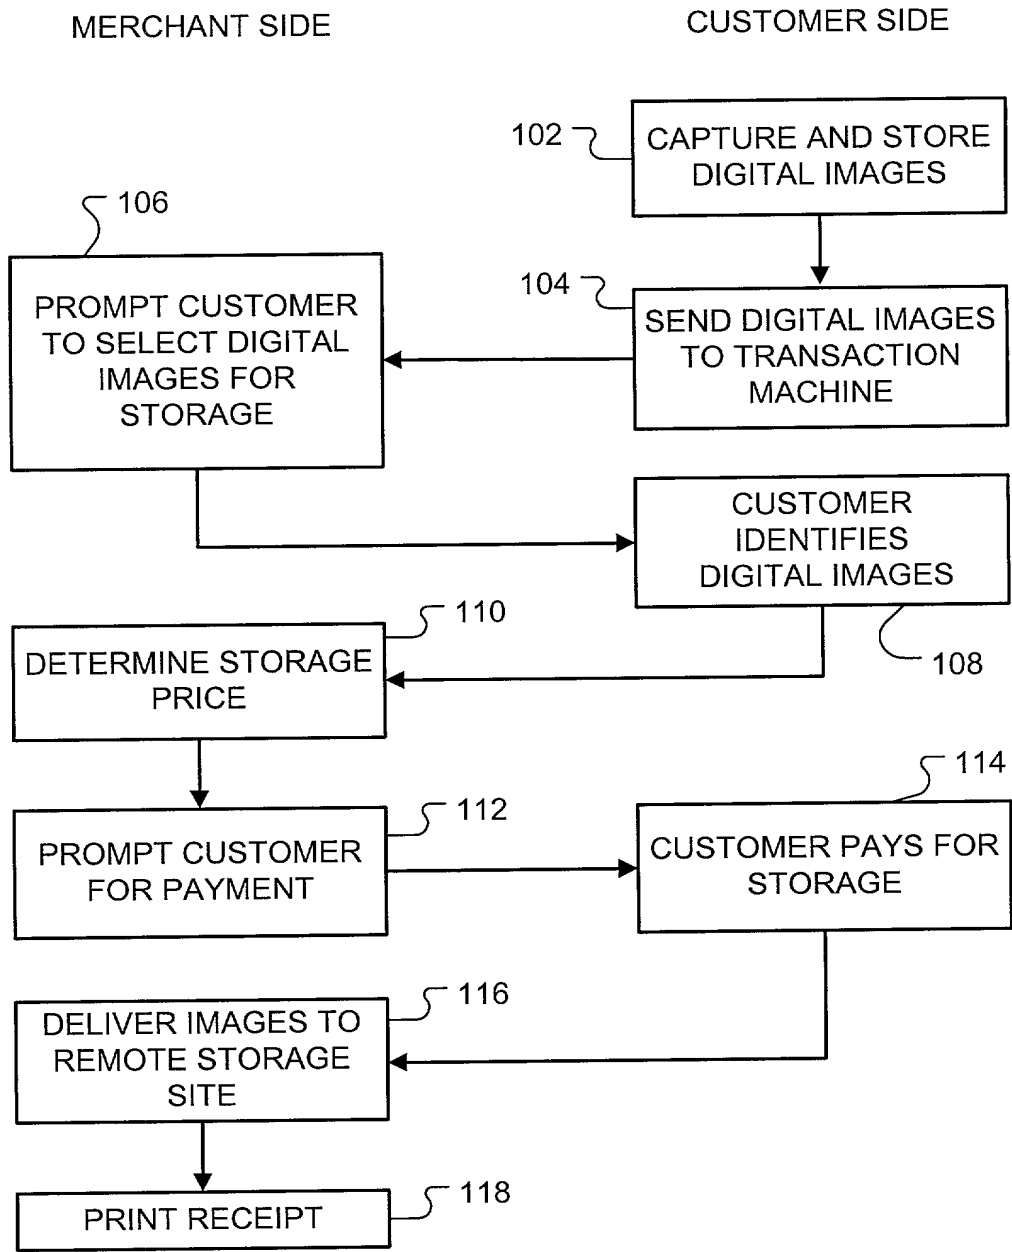 MERCHANT SIDE
CUSTOMER SIDE
102
CAPTURE AND STORE
DIGITAL IMAGES
106
104
PROMPT CUSTOMER
TO SELECT DIGITAL
IMAGES FOR
STORAGE
SEND DIGITAL IMAGES
TO TRANSACTION
MACHINE
CUSTOMER
IDENTIFIES
DIGITAL IMAGES
108
110
DETERMINE STORAGE
PRICE
112
PROMPT CUSTOMER
FOR PAYMENT
114
CUSTOMER PAYS FOR
STORAGE
116
DELIVER IMAGES TO
REMOTE STORAGE
SITE
118
PRINT RECEIPT